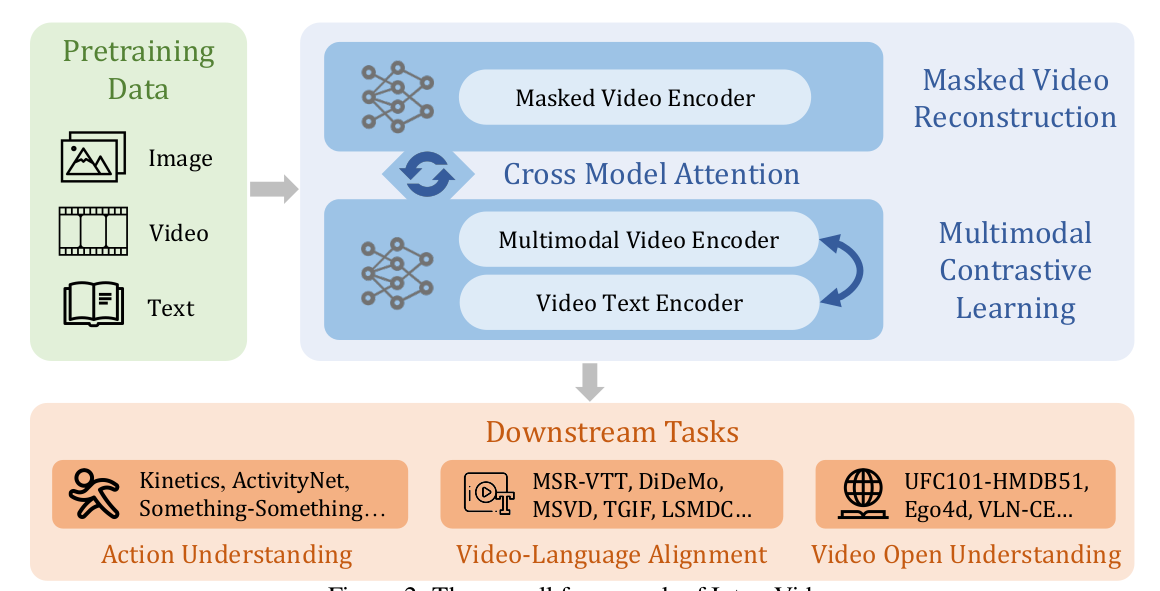 Pretraining
Data
Image
Video
Text
Masked Video Encoder
Masked Video
Reconstruction
Cross Model Attention
Multimodal Video Encoder
Video Text Encoder
Multimodal
Contrastive
Learning
Downstream Tasks
Kinetics, ActivityNet,
Something-Something…
Action Understanding
MSR-VTT, DiDeMo,
MSVD, TGIF, LSMDC…
Video-Language Alignment
UFC101-HMDB51,
Ego4d, VLN-CE…
Video Open Understanding